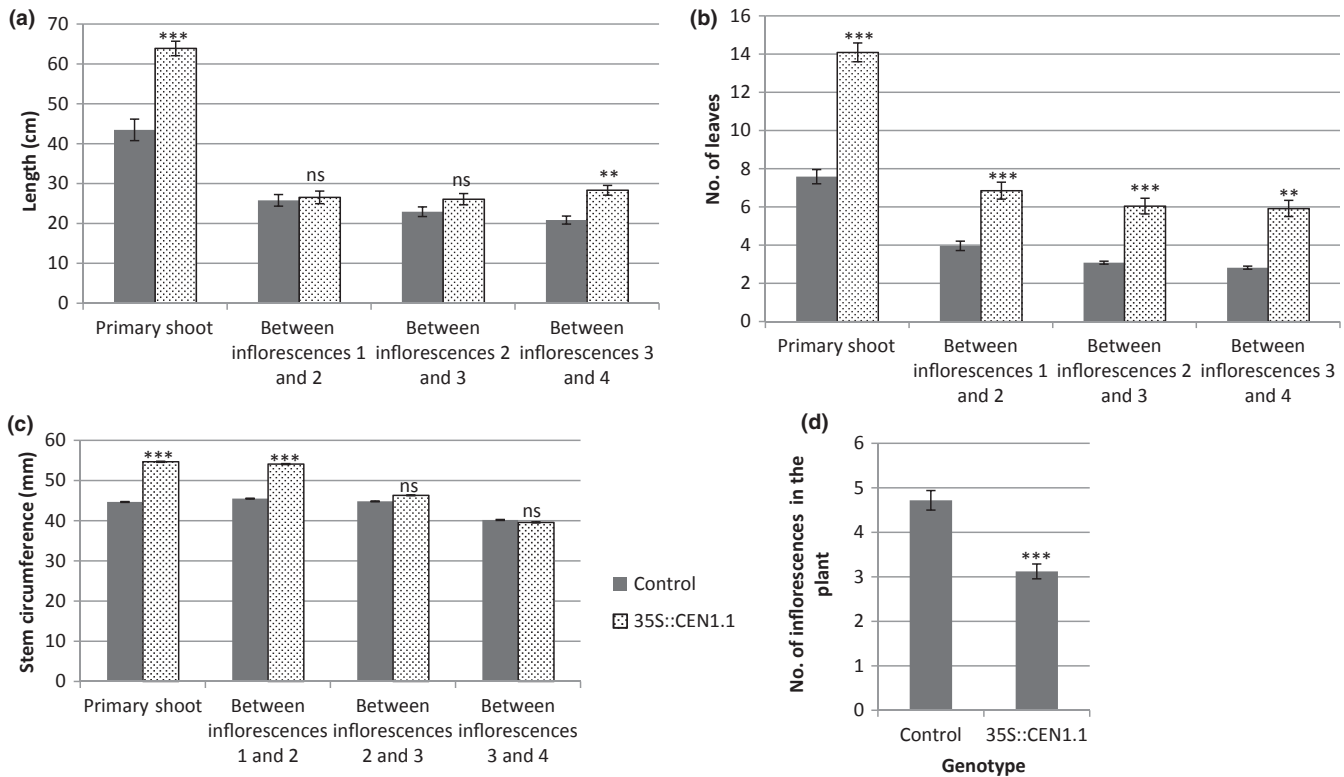 (a)
Length (cm)
70
60
50
40
30
20
10
0
***
ns
ns
**
Primary shoot
Between
inflorescences 1
and 2
Between
inflorescences 2
and 3
Between
inflorescences 3
and 4
(b)
No. of leaves
16
14
12
10
8
6
4
2
0
***
***
***
**
Primary shoot
Between
inflorescences 1
and 2
Between
inflorescences 2
and 3
Between
inflorescences 3
and 4
(c)
Stem circumference (mm)
60
50
40
30
20
10
0
***
***
ns
ns
Primary shoot
Between
inflorescences
1 and 2
Between
inflorescences
2 and 3
Between
inflorescences
3 and 4
Control
35S::CEN1.1
(d)
No. of inflorescences in the
plant
6
5
4
3
2
1
0
***
Control
35S::CEN1.1
Genotype